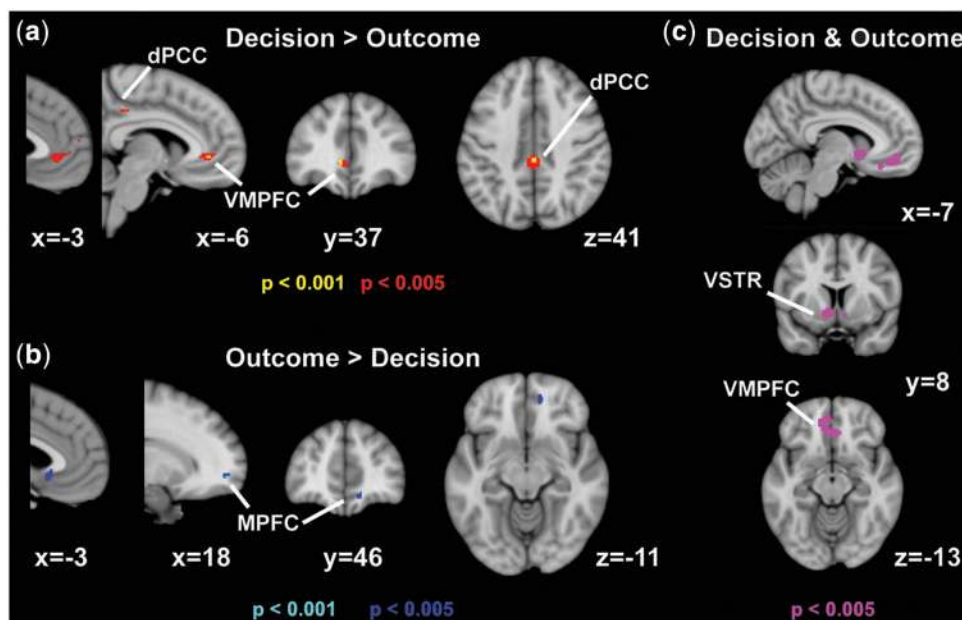 (a)
Decision > Outcome
dPCC
dPCC
VMPFC
x=-3
x=-6
y=37
z=41
p < 0.001 p < 0.005
(b)
Outcome > Decision
MPFC
x=-3
x=18
y=46
z=-11
p < 0.001 p < 0.005
(c) Decision & Outcome
x=-7
VSTR
y=8
VMPFC
z=-13
p < 0.005